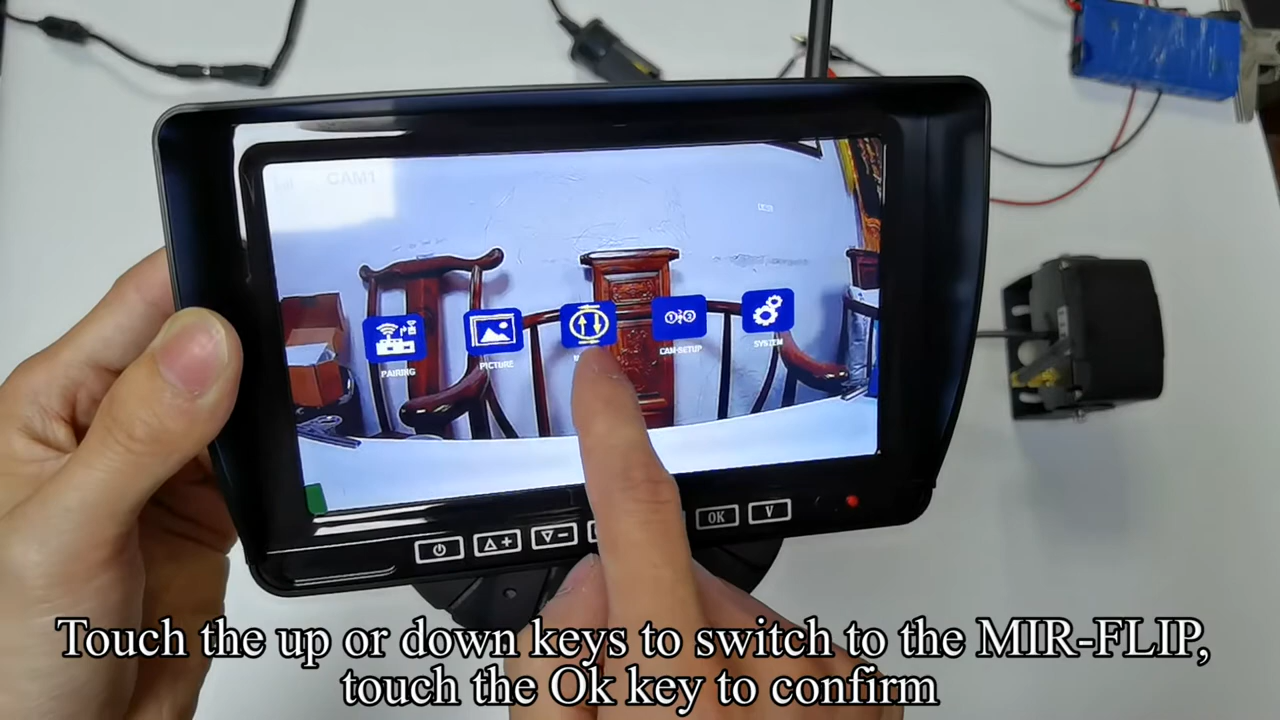 CAM1
PAIRING
PICTURE
CAM-SETUP
SYSTEM
OK
V
Touch the up or down keys to switch to the MIR-FLIP,
touch the Ok key to confirm